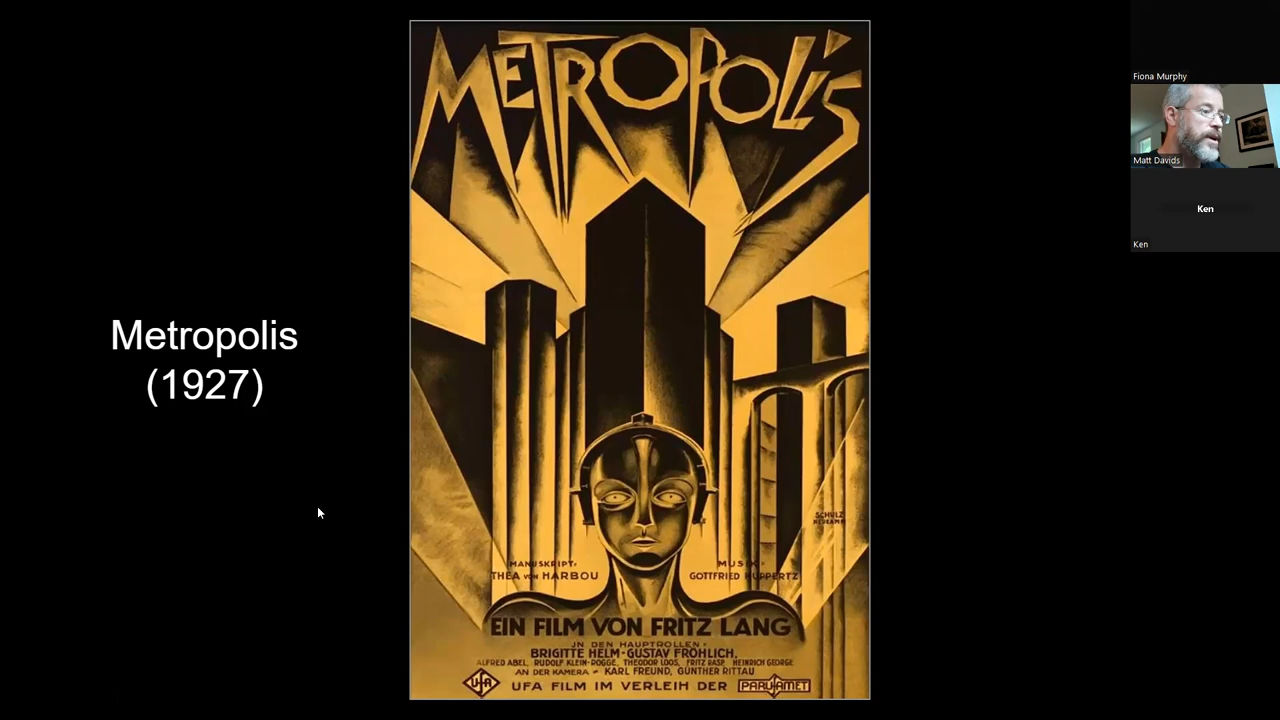 Metropolis
(1927)
METROPOLIS
SCHULZ
NEUDAMM
MANUSKRIPT:
THEA VON HARBOU
MUSIK:
GOTTFRIED HUPPERTZ
EIN FILM VON FRITZ LANG
IN DEN HAUPTROLLEN:
BRIGITTE HELM - GUSTAV FRÖHLICH,
ALFRED ABEL, RUDOLF KLEIN-ROGGE, THEODOR LOOS, FRITZ RASP, HEINRICH GEORGE
AN DER KAMERA - KARL FREUND, GÜNTHER RITTAU
UFA
UFA FILM IM VERLEIH DER
PARUFAMET
Fiona Murphy
Matt Davids
Ken
Ken